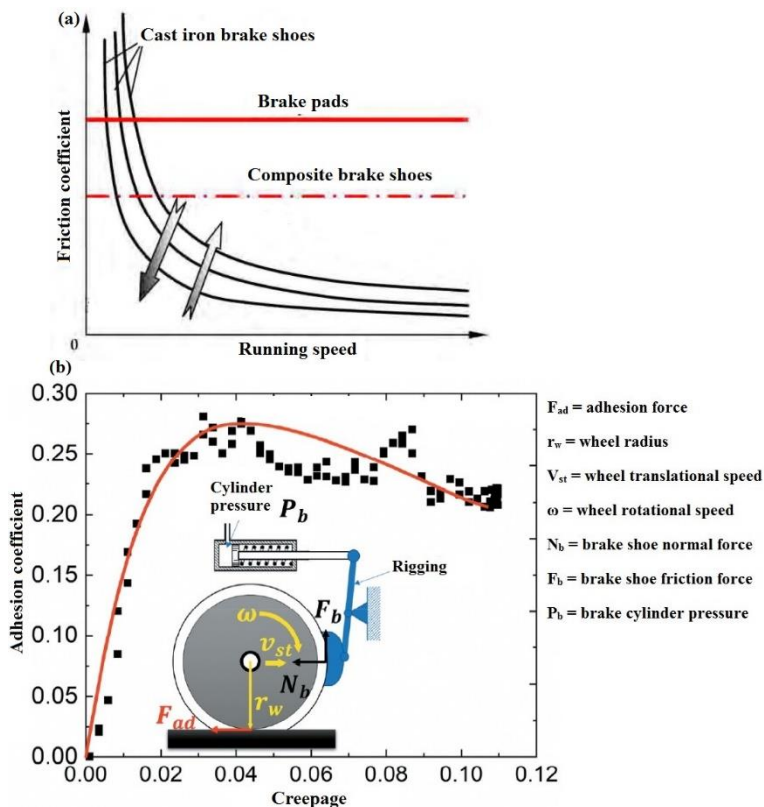 (a)
Cast iron brake shoes
Brake pads
Composite brake shoes
Friction coefficient
0
Running speed
(b)
0.30
0.25
0.20
0.15
0.10
0.05
0.00
Adhesion coefficient
Cylinder
pressure
P_b
Rigging
F_b
ω
v_st
N_b
r_w
F_ad
0.00 0.02 0.04 0.06 0.08 0.10 0.12
Creepage
F_ad = adhesion force
r_w = wheel radius
V_st = wheel translational speed
ω = wheel rotational speed
N_b = brake shoe normal force
F_b = brake shoe friction force
P_b = brake cylinder pressure